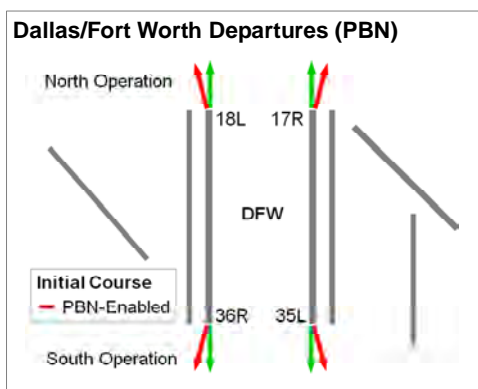 Dallas/Fort Worth Departures (PBN)
North Operation
18L 17R
DFW
Initial Course
PBN-Enabled
36R 35L
South Operation